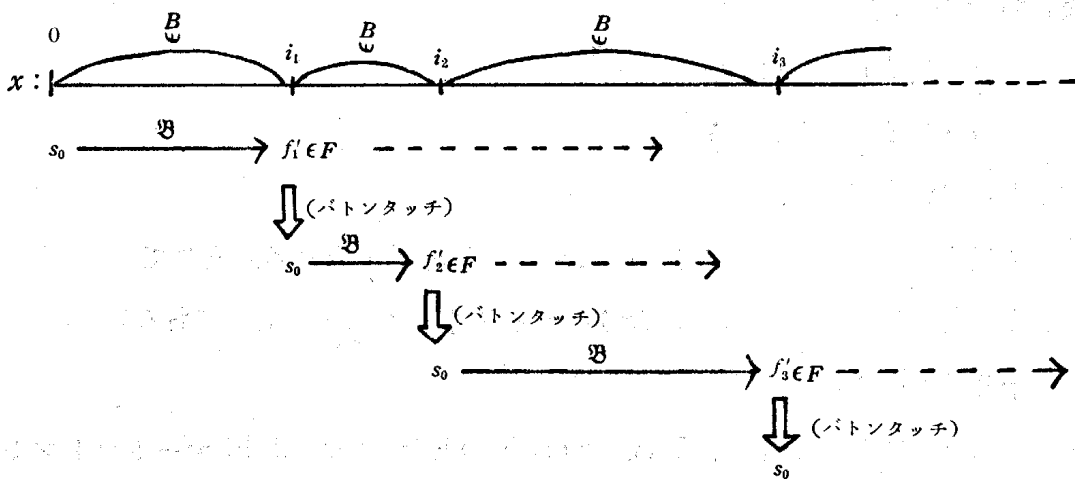 B B B
0 ⋓ ⋓ ⋓
i₁ i₂ i₃
x :
𝔅
s₀ f′₁ ϵ F
(バトンタッチ)
𝔅
s₀ f′₂ ϵ F
(バトンタッチ)
𝔅
s₀ f′₃ ϵ F
(バトンタッチ)
s₀